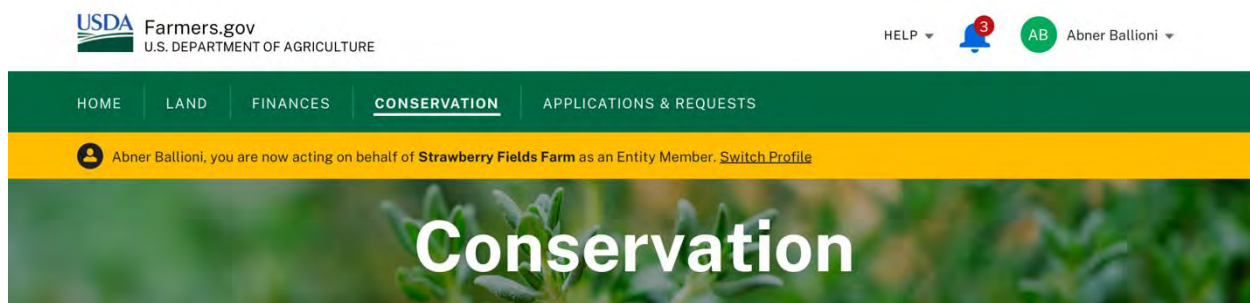 USDA
Farmers.gov
U.S. DEPARTMENT OF AGRICULTURE
HELP
3
AB
Abner Ballioni
HOME
LAND
FINANCES
CONSERVATION
APPLICATIONS & REQUESTS
Abner Ballioni, you are now acting on behalf of Strawberry Fields Farm as an Entity Member. Switch Profile
Conservation